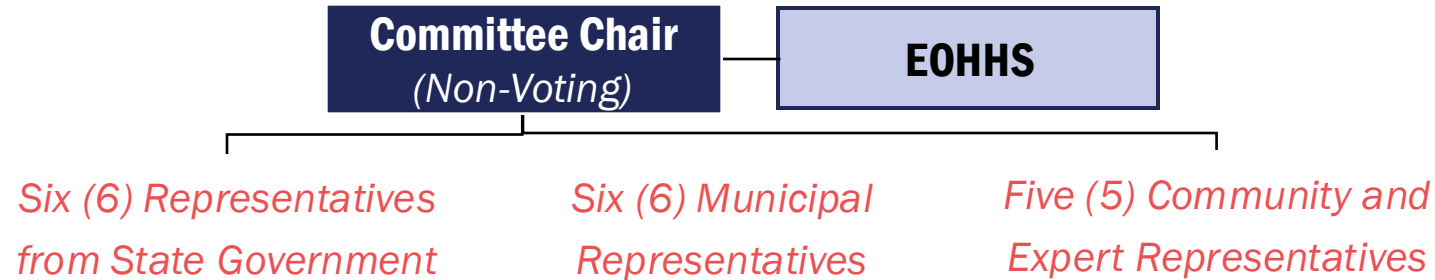 Committee Chair
(Non-Voting)
EOHHS
Six (6) Representatives
from State Government
Six (6) Municipal
Representatives
Five (5) Community and
Expert Representatives